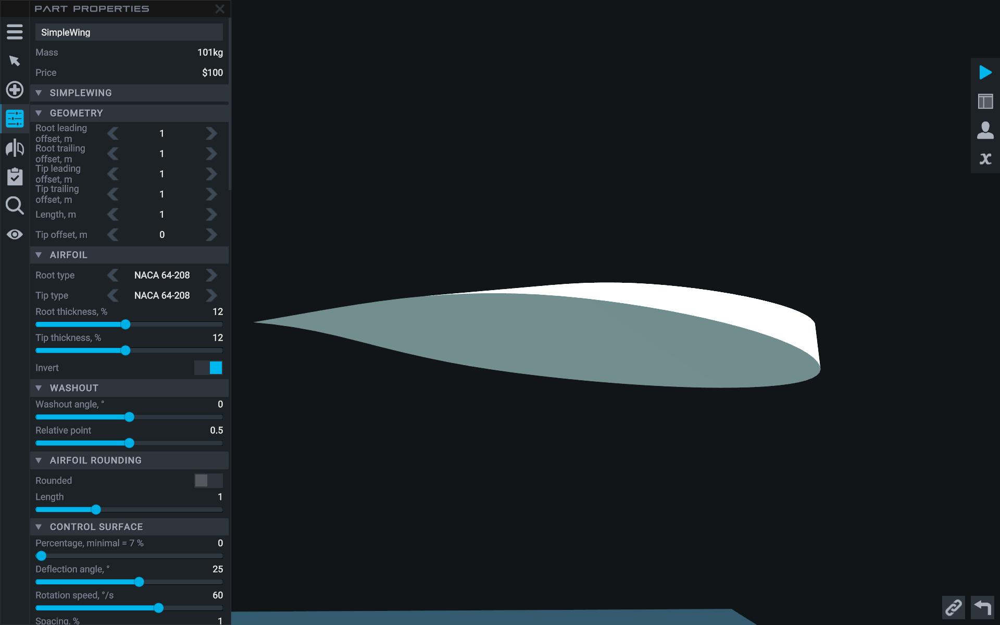 PART PROPERTIES
SimpleWing
Mass 101kg
Price $100
SIMPLEWING
GEOMETRY
Root leading
offset, m 1
Root trailing
offset, m 1
Tip leading
offset, m 1
Tip trailing
offset, m 1
Length, m 1
Tip offset, m 0
AIRFOIL
Root type NACA 64-208
Tip type NACA 64-208
Root thickness, % 12
Tip thickness, % 12
Invert
WASHOUT
Washout angle, ° 0
Relative point 0.5
AIRFOIL ROUNDING
Rounded
Length 1
CONTROL SURFACE
Percentage, minimal = 7 % 0
Deflection angle, ° 25
Rotation speed, °/s 60
Spacing, % 1
x